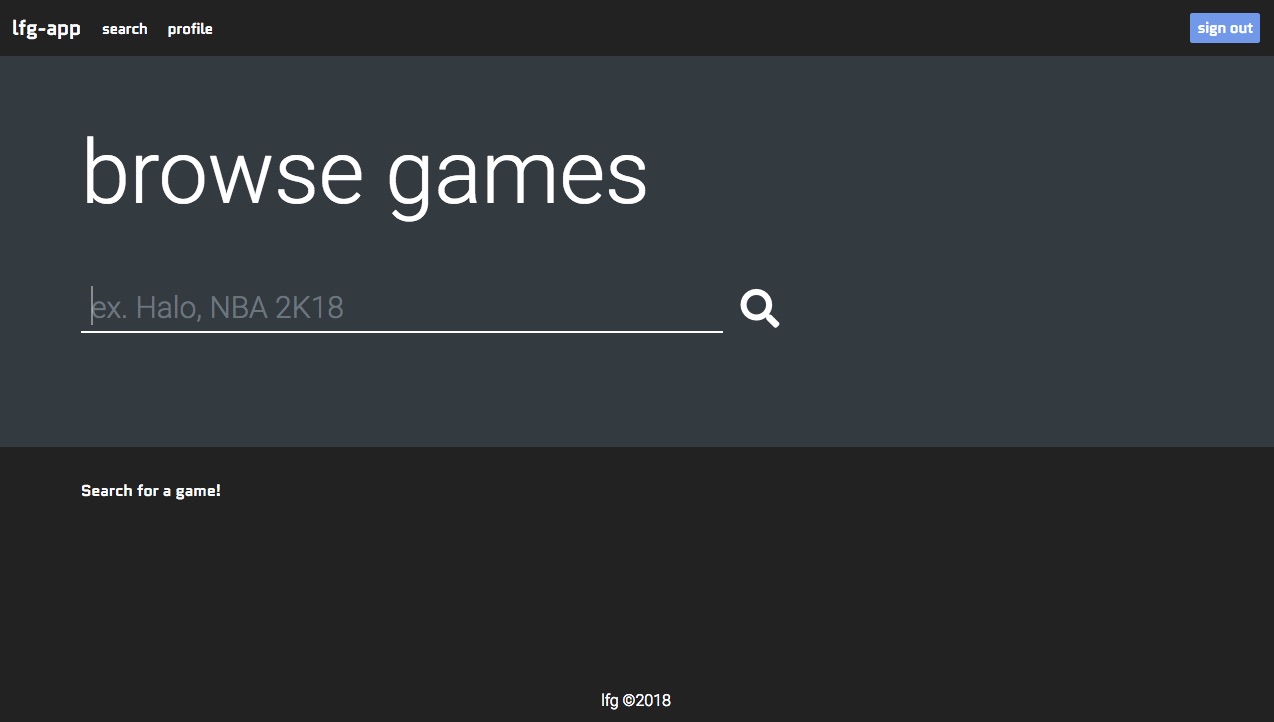 lfg-app search profile sign out
browse games
ex. Halo, NBA 2K18
Search for a game!
lfg ©2018